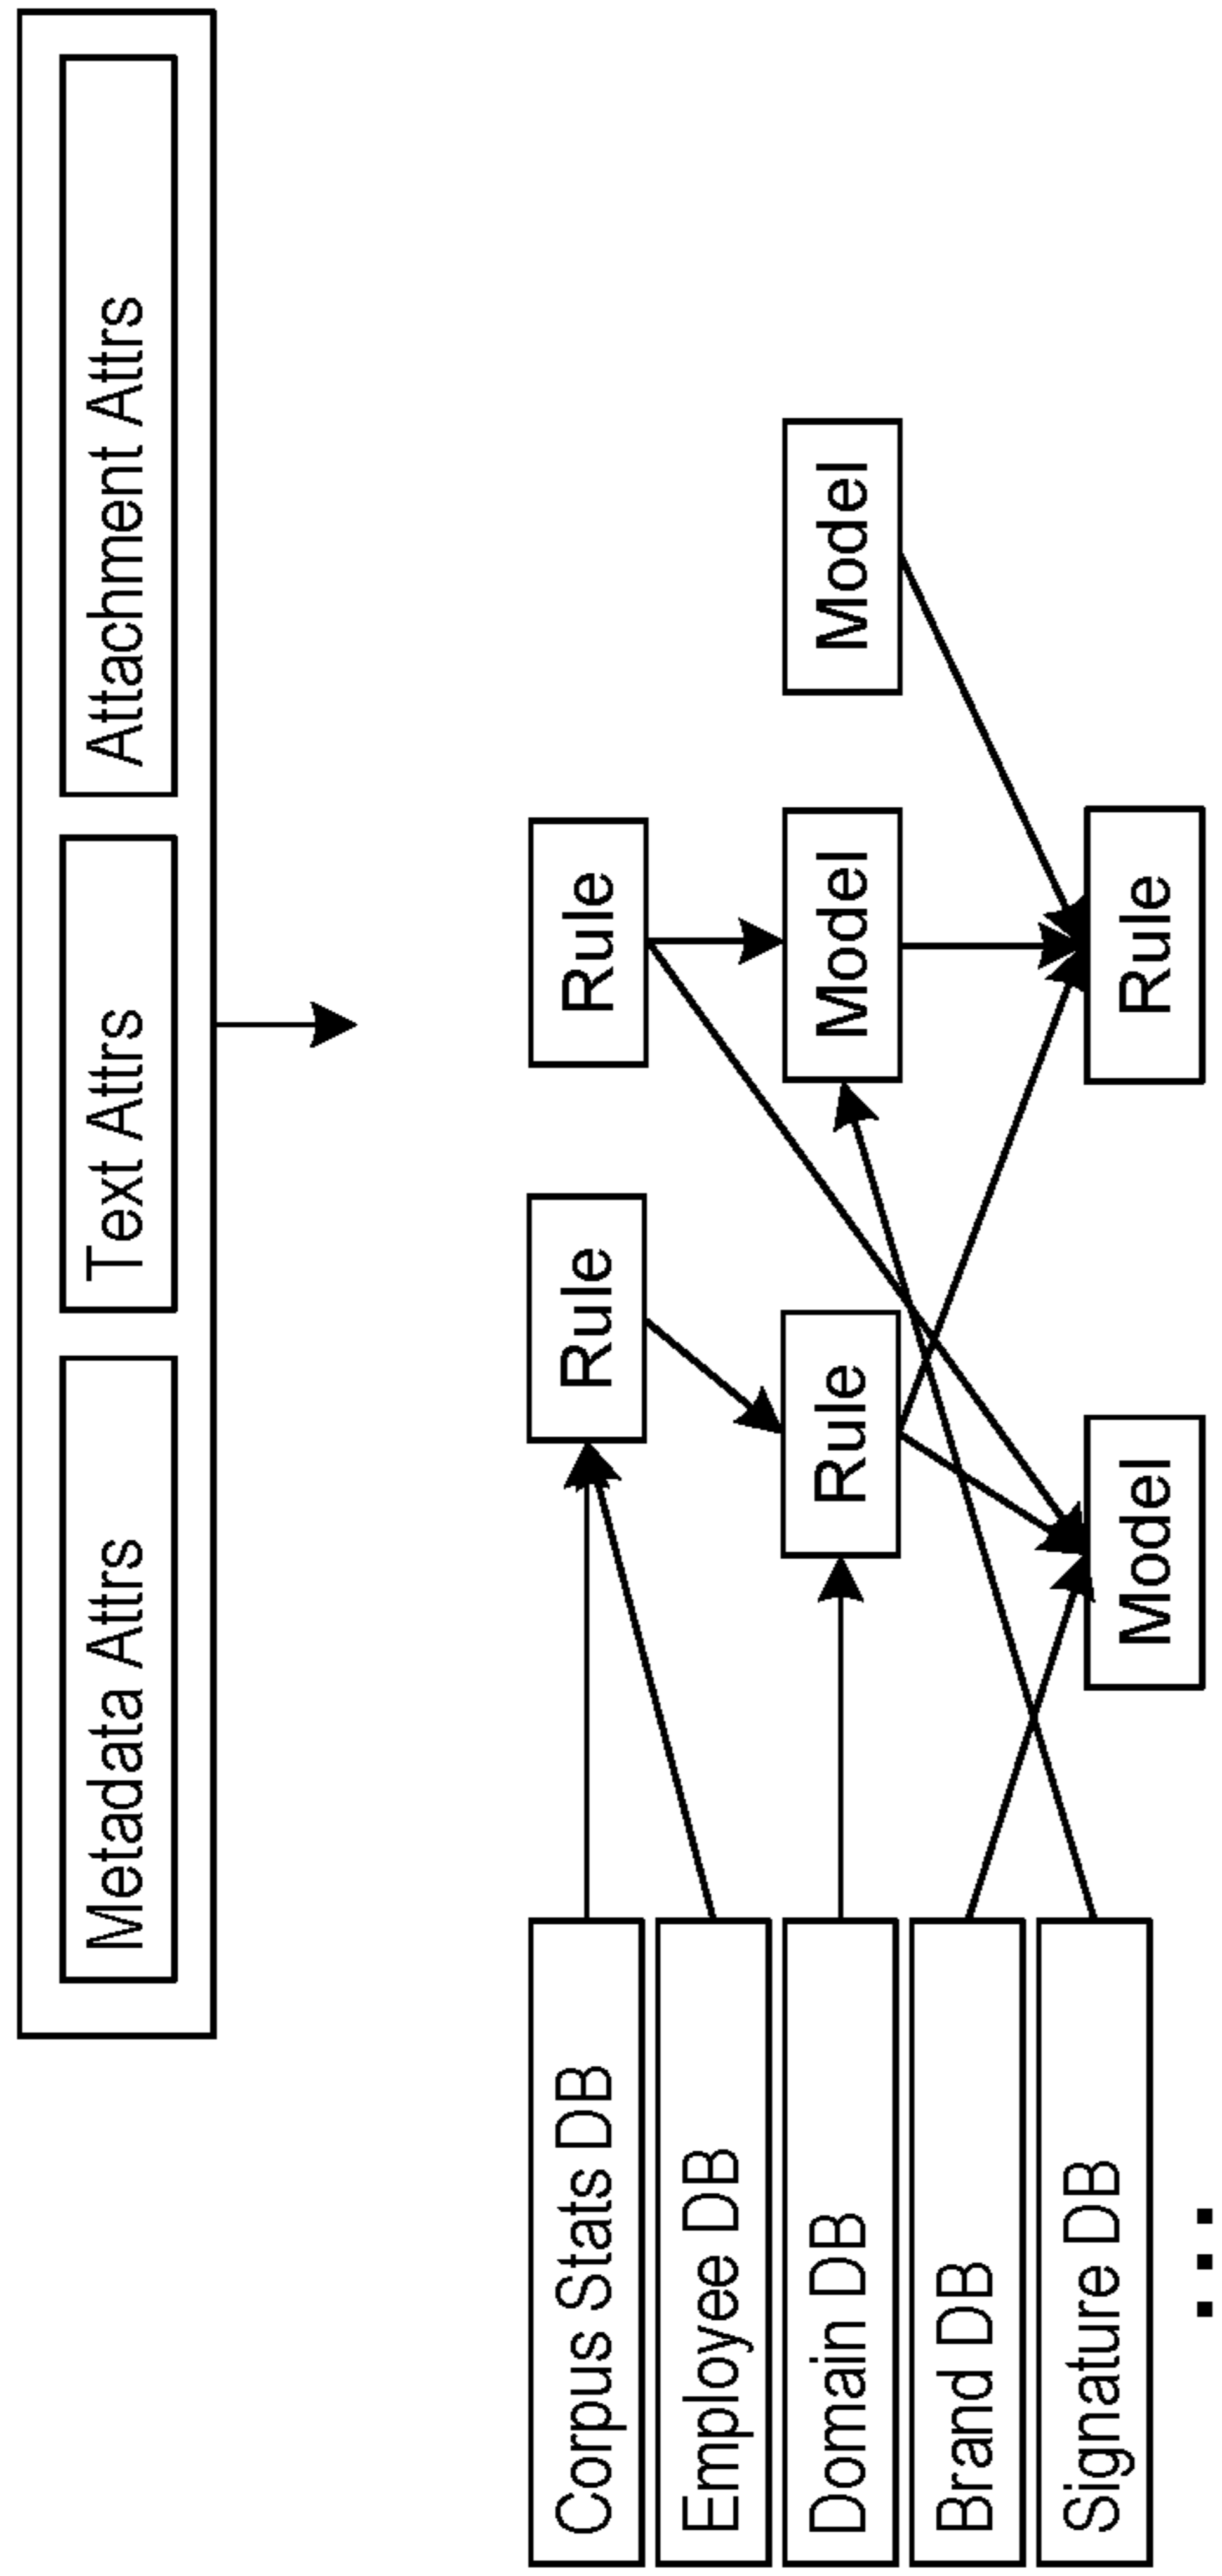 Metadata Attrs
Text Attrs
Attachment Attrs
Corpus Stats DB
Employee DB
Domain DB
Brand DB
Signature DB
...
Rule
Rule
Rule
Model
Model
Model
Rule